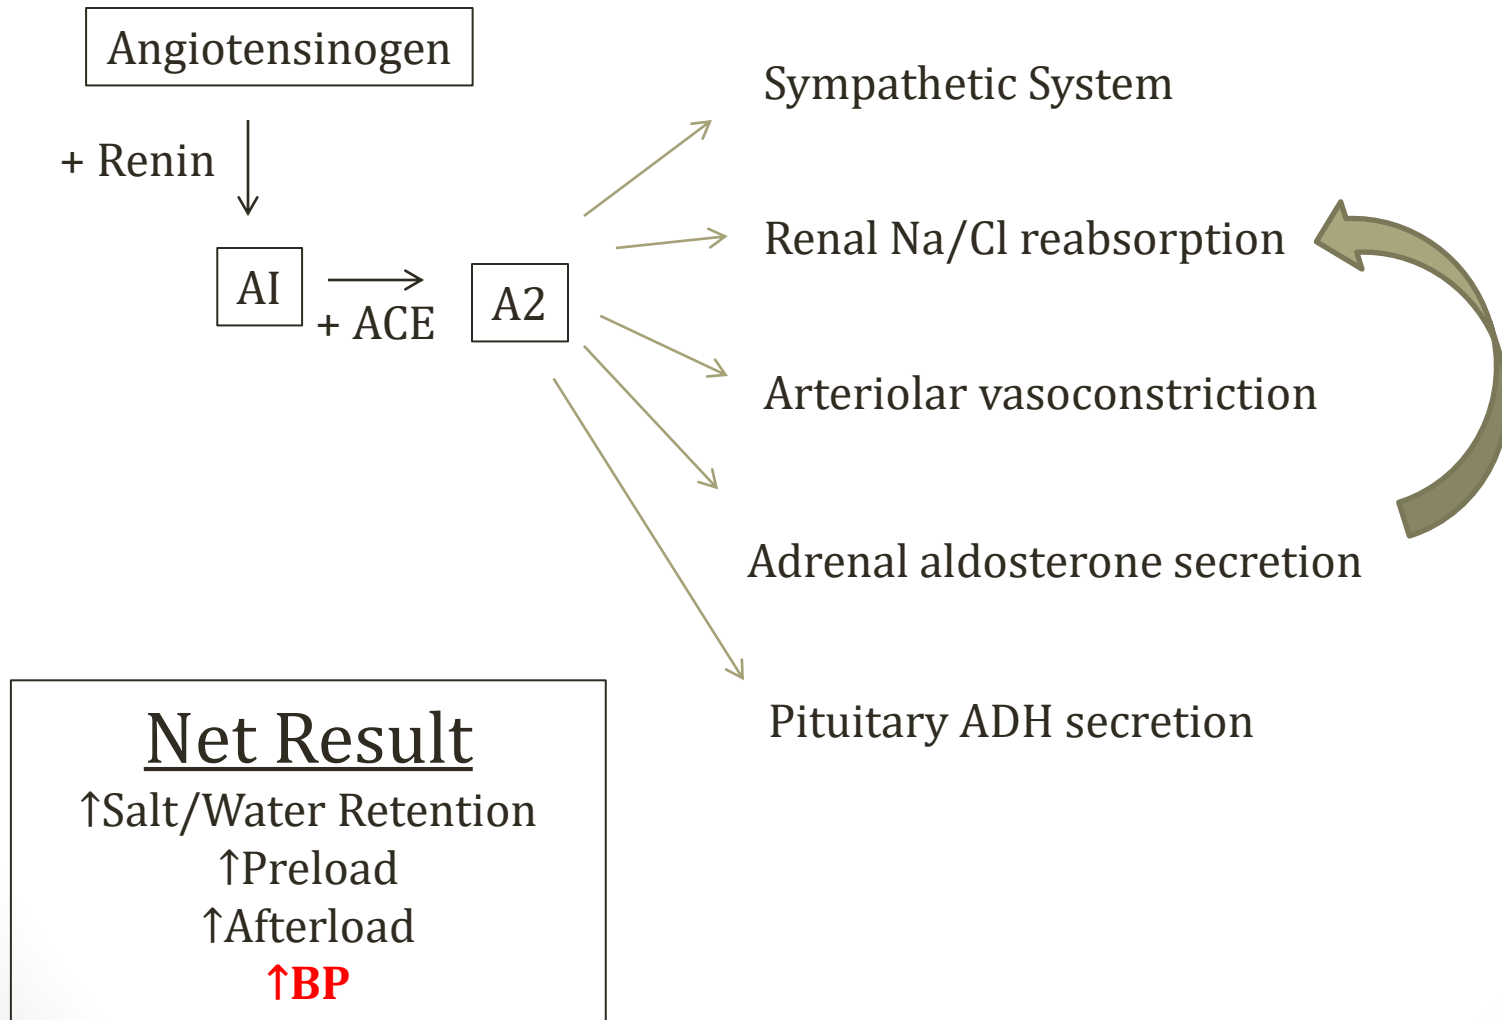 Angiotensinogen
+ Renin
AI
+ ACE
A2
Sympathetic System
Renal Na/Cl reabsorption
Arteriolar vasoconstriction
Adrenal aldosterone secretion
Pituitary ADH secretion
Net Result
↑Salt/Water Retention
↑Preload
↑Afterload
↑BP